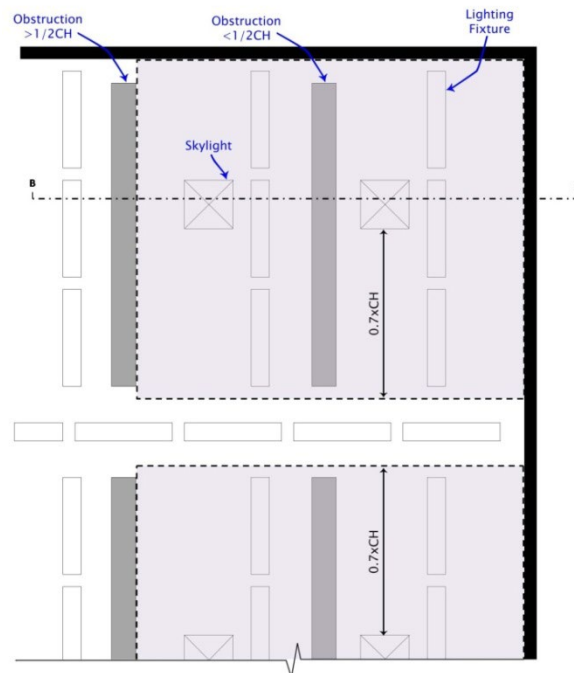 Obstruction
>1/2CH
Obstruction
<1/2CH
Lighting
Fixture
Skylight
B
0.7xCH
0.7xCH